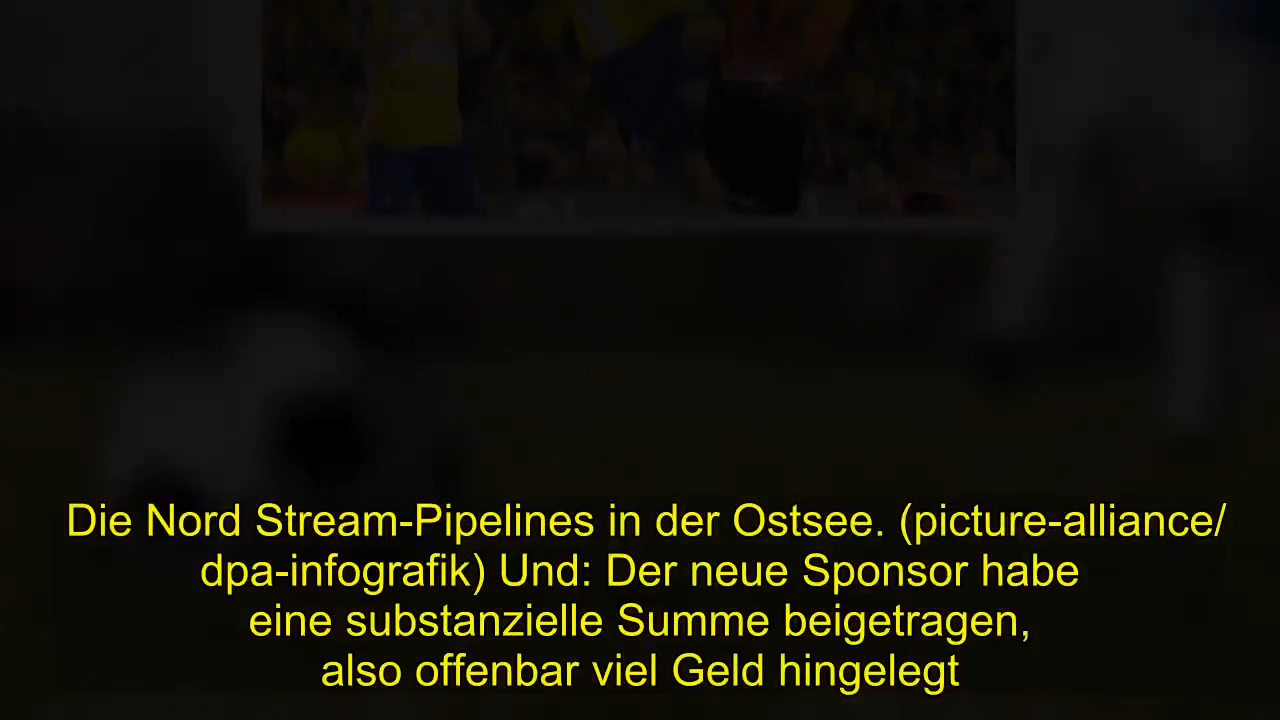 Die Nord Stream-Pipelines in der Ostsee. (picture-alliance/
dpa-infografik) Und: Der neue Sponsor habe
eine substanzielle Summe beigetragen,
also offenbar viel Geld hingelegt